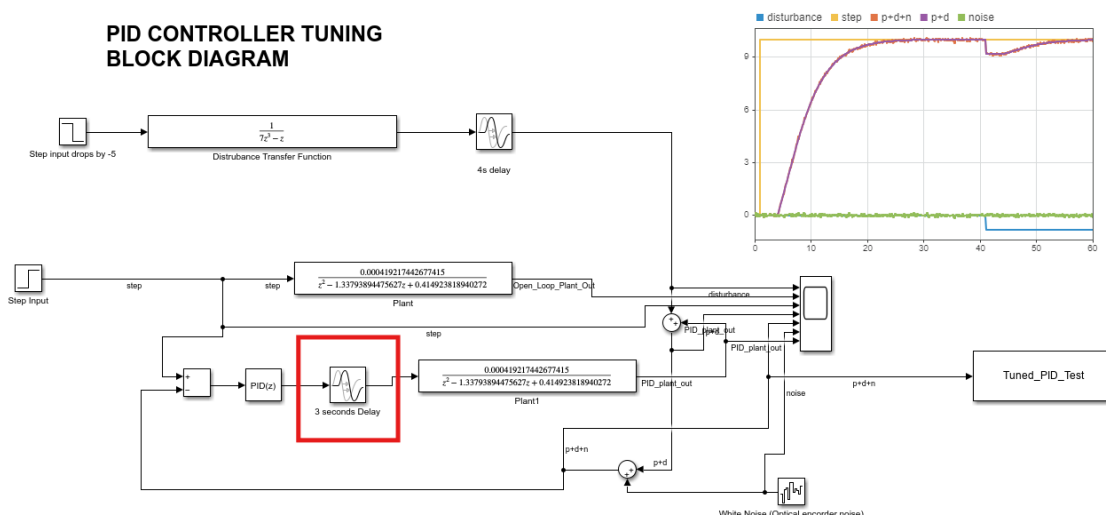 PID CONTROLLER TUNING
BLOCK DIAGRAM
disturbance step p+d+n p+d noise
9
6
3
0
0 10 20 30 40 50 60
Step input drops by -5
1
7z³ − z
Distrubance Transfer Function
4s delay
Step Input
step
step
0.000419217442677415
z² − 1.33793894475627z + 0.414923818940272
Plant
Open_Loop_Plant_Out
disturbance
step
+
+
PID_plant_out
p+d
PID_plant_out
+
−
PID(z)
3 seconds Delay
0.000419217442677415
z² − 1.33793894475627z + 0.414923818940272
Plant1
PID_plant_out
p+d+n
Tuned_PID_Test
noise
p+d+n
p+d
+
+
White Noise (Optical encorder noise)